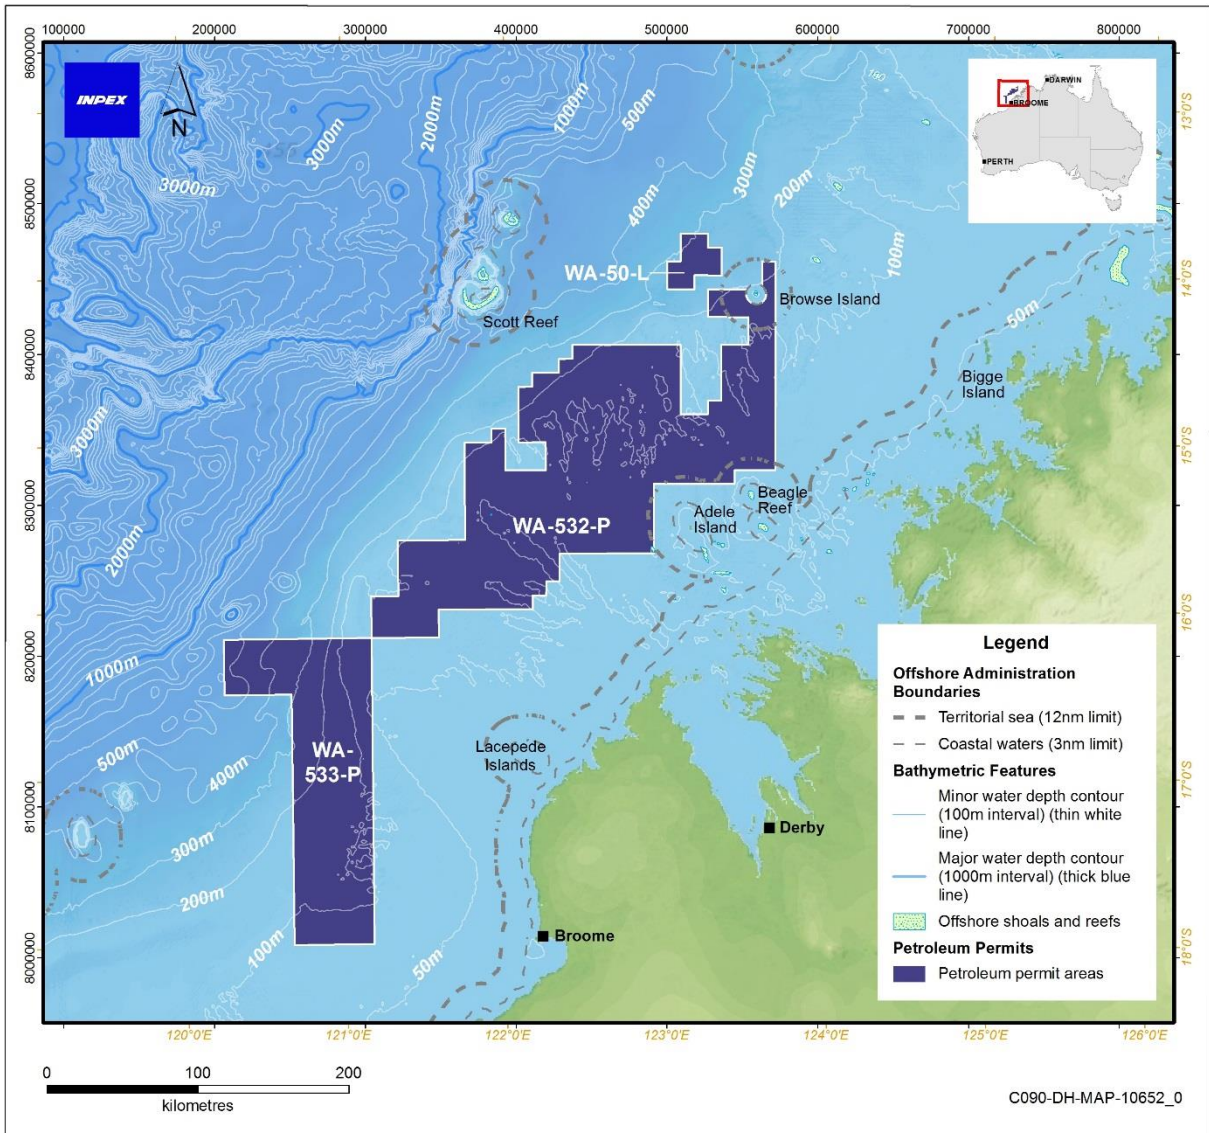 100000 200000 300000 400000 500000 600000 700000 800000
8600000
8500000
8400000
8300000
8200000
8100000
8000000
INPEX
N
DARWIN
BROOME
PERTH
13°0'S
14°0'S
15°0'S
16°0'S
17°0'S
18°0'S
3000m
3000m
2000m
1000m
500m
400m
300m
200m
100m
50m
WA-50-L
Browse Island
Scott Reef
Bigge
Island
3000m
2000m
1000m
500m
400m
300m
200m
100m
50m
WA-532-P
Beagle
Reef
Adele
Island
WA-
533-P
Lacepede
Islands
Derby
Broome
Legend
Offshore Administration
Boundaries
Territorial sea (12nm limit)
Coastal waters (3nm limit)
Bathymetric Features
Minor water depth contour
(100m interval) (thin white
line)
Major water depth contour
(1000m interval) (thick blue
line)
Offshore shoals and reefs
Petroleum Permits
Petroleum permit areas
120°0'E 121°0'E 122°0'E 123°0'E 124°0'E 125°0'E 126°0'E
0 100 200
kilometres
C090-DH-MAP-10652_0